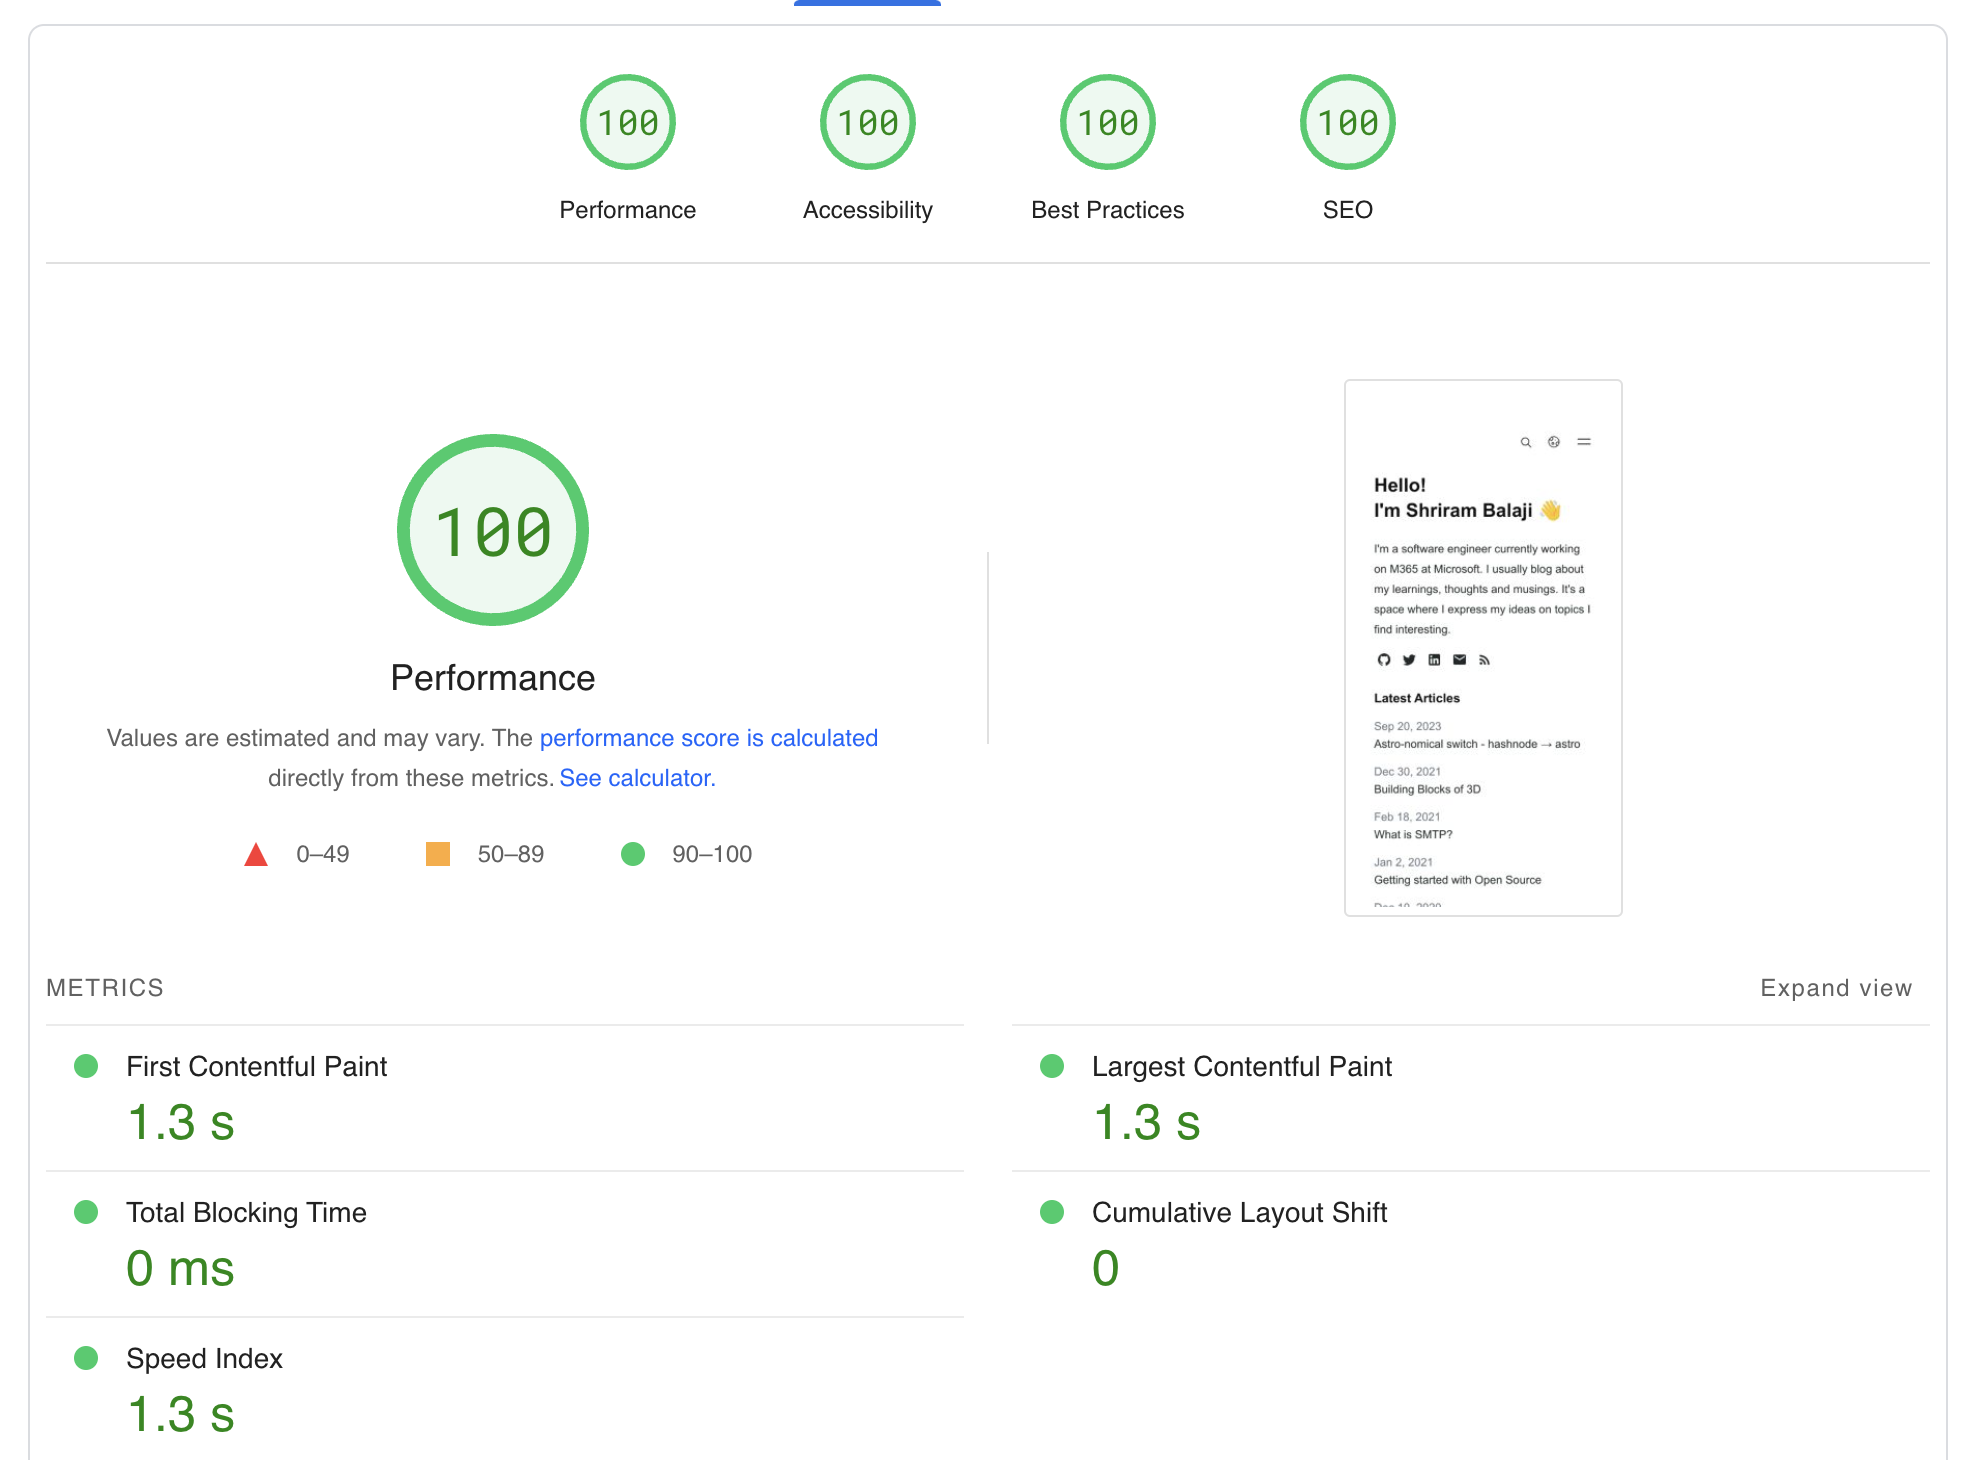 100
100
100
100
Performance
Accessibility
Best Practices
SEO
100
Performance
Values are estimated and may vary. The performance score is calculated
directly from these metrics. See calculator.
0–49
50–89
90–100
Hello!
I'm Shriram Balaji 👋
I'm a software engineer currently working
on M365 at Microsoft. I usually blog about
my learnings, thoughts and musings. It's a
space where I express my ideas on topics I
find interesting.
Latest Articles
Sep 20, 2023
Astro-nomical switch - hashnode → astro
Dec 30, 2021
Building Blocks of 3D
Feb 18, 2021
What is SMTP?
Jan 2, 2021
Getting started with Open Source
METRICS
Expand view
First Contentful Paint
1.3 s
Largest Contentful Paint
1.3 s
Total Blocking Time
0 ms
Cumulative Layout Shift
0
Speed Index
1.3 s